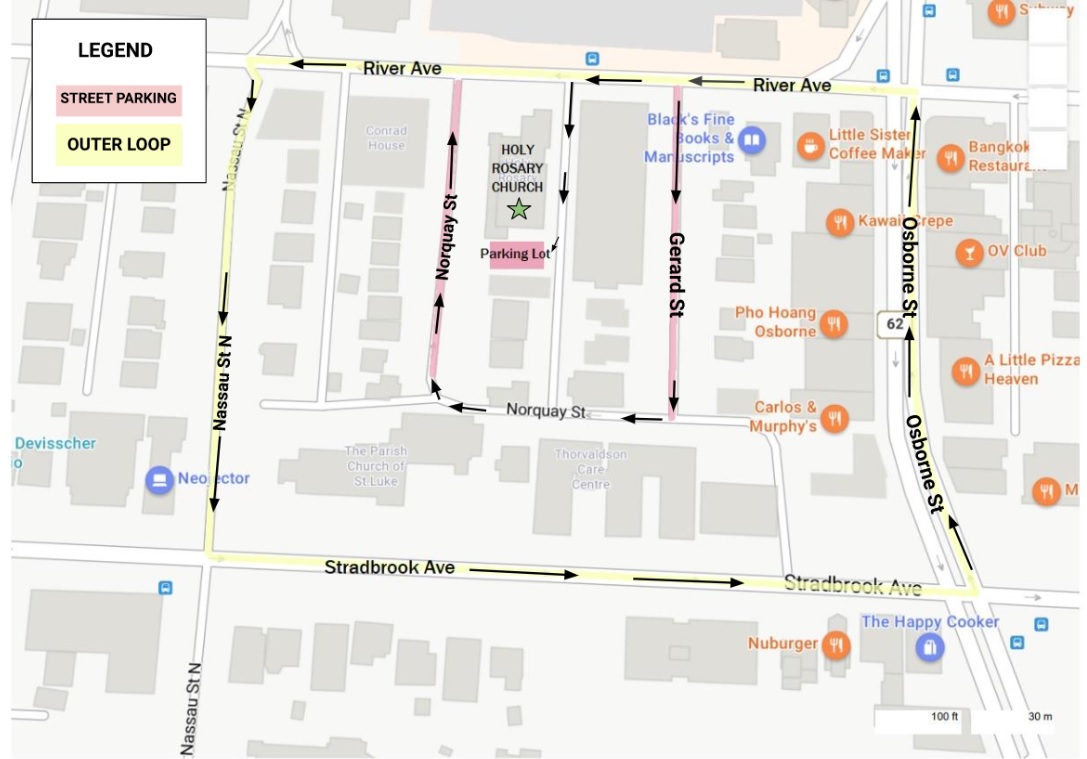 LEGEND
STREET PARKING
OUTER LOOP
Subway
River Ave
River Ave
Nassau St N
Conrad
House
HOLY
ROSARY
CHURCH
Parking Lot
Norquay St
Gerard St
Black's Fine
Books &
Manuscripts
Little Sister
Coffee Maker
Bangkok
Restaurant
Kawaii Crepe
OV Club
Osborne St
62
Pho Hoang
Osborne
A Little Pizza
Heaven
Nassau St N
Norquay St
Carlos &
Murphy's
Osborne St
Devisscher
io
Neo
ector
The Parish
Church of
St.Luke
Thorvaldson
Care
Centre
M
Stradbrook Ave
Stradbrook Ave
The Happy Cooker
Nuburger
Nassau St N
100 ft
30 m